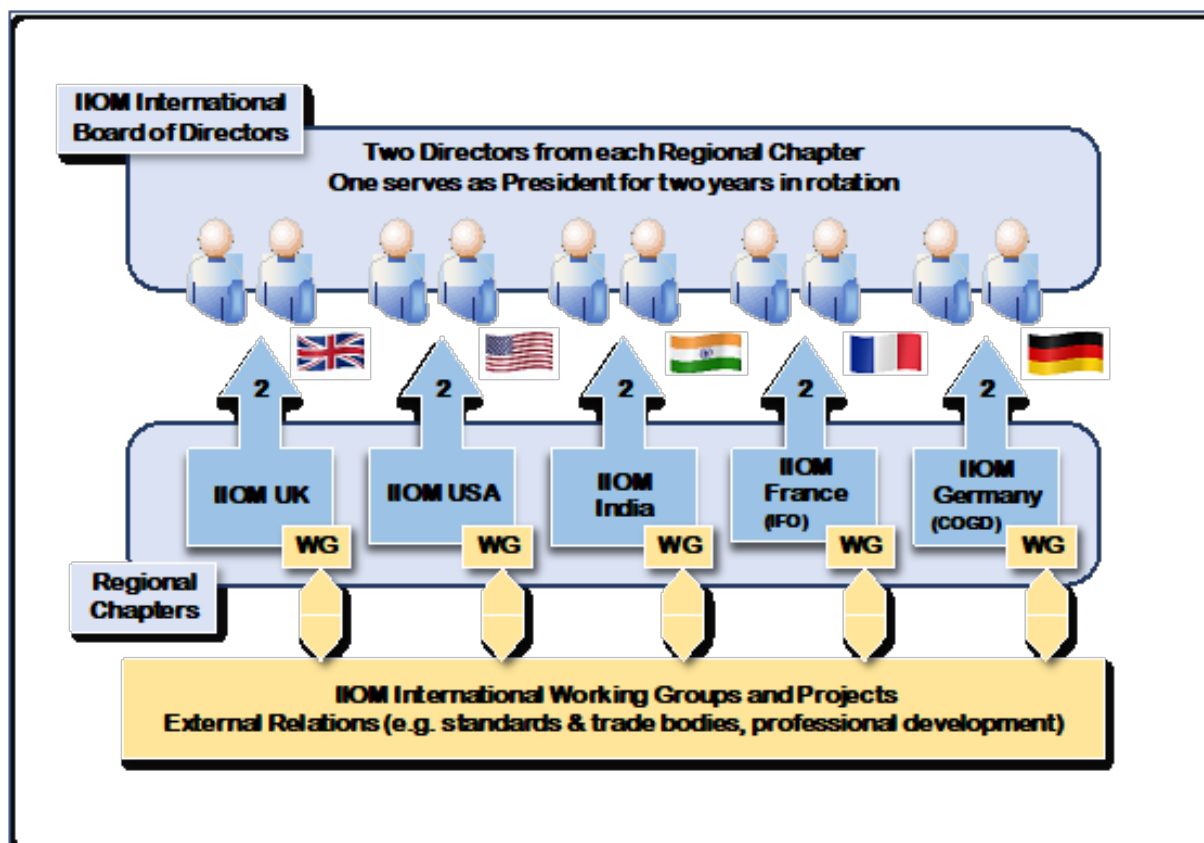 IIOM International
Board of Directors
Two Directors from each Regional Chapter
One serves as President for two years in rotation
2
2
2
2
2
IIOM UK
IIOM USA
IIOM
India
IIOM
France
(IFO)
IIOM
Germany
(COGD)
WG
WG
WG
WG
WG
Regional
Chapters
IIOM International Working Groups and Projects
External Relations (e.g. standards & trade bodies, professional development)